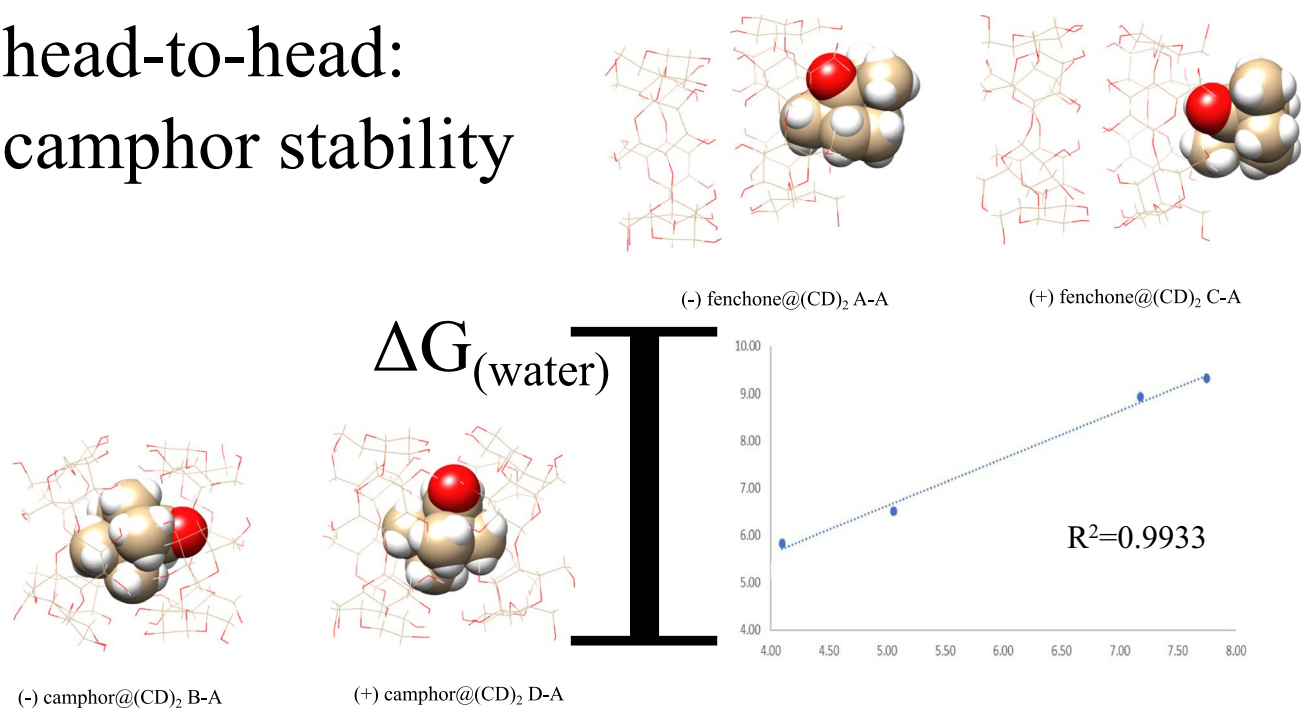 head-to-head:
camphor stability
(-) fenchone@(CD)₂ A-A
(+) fenchone@(CD)₂ C-A
ΔG(water)
10.00
9.00
8.00
7.00
6.00
5.00
4.00
R²=0.9933
4.00 4.50 5.00 5.50 6.00 6.50 7.00 7.50 8.00
(-) camphor@(CD)₂ B-A
(+) camphor@(CD)₂ D-A